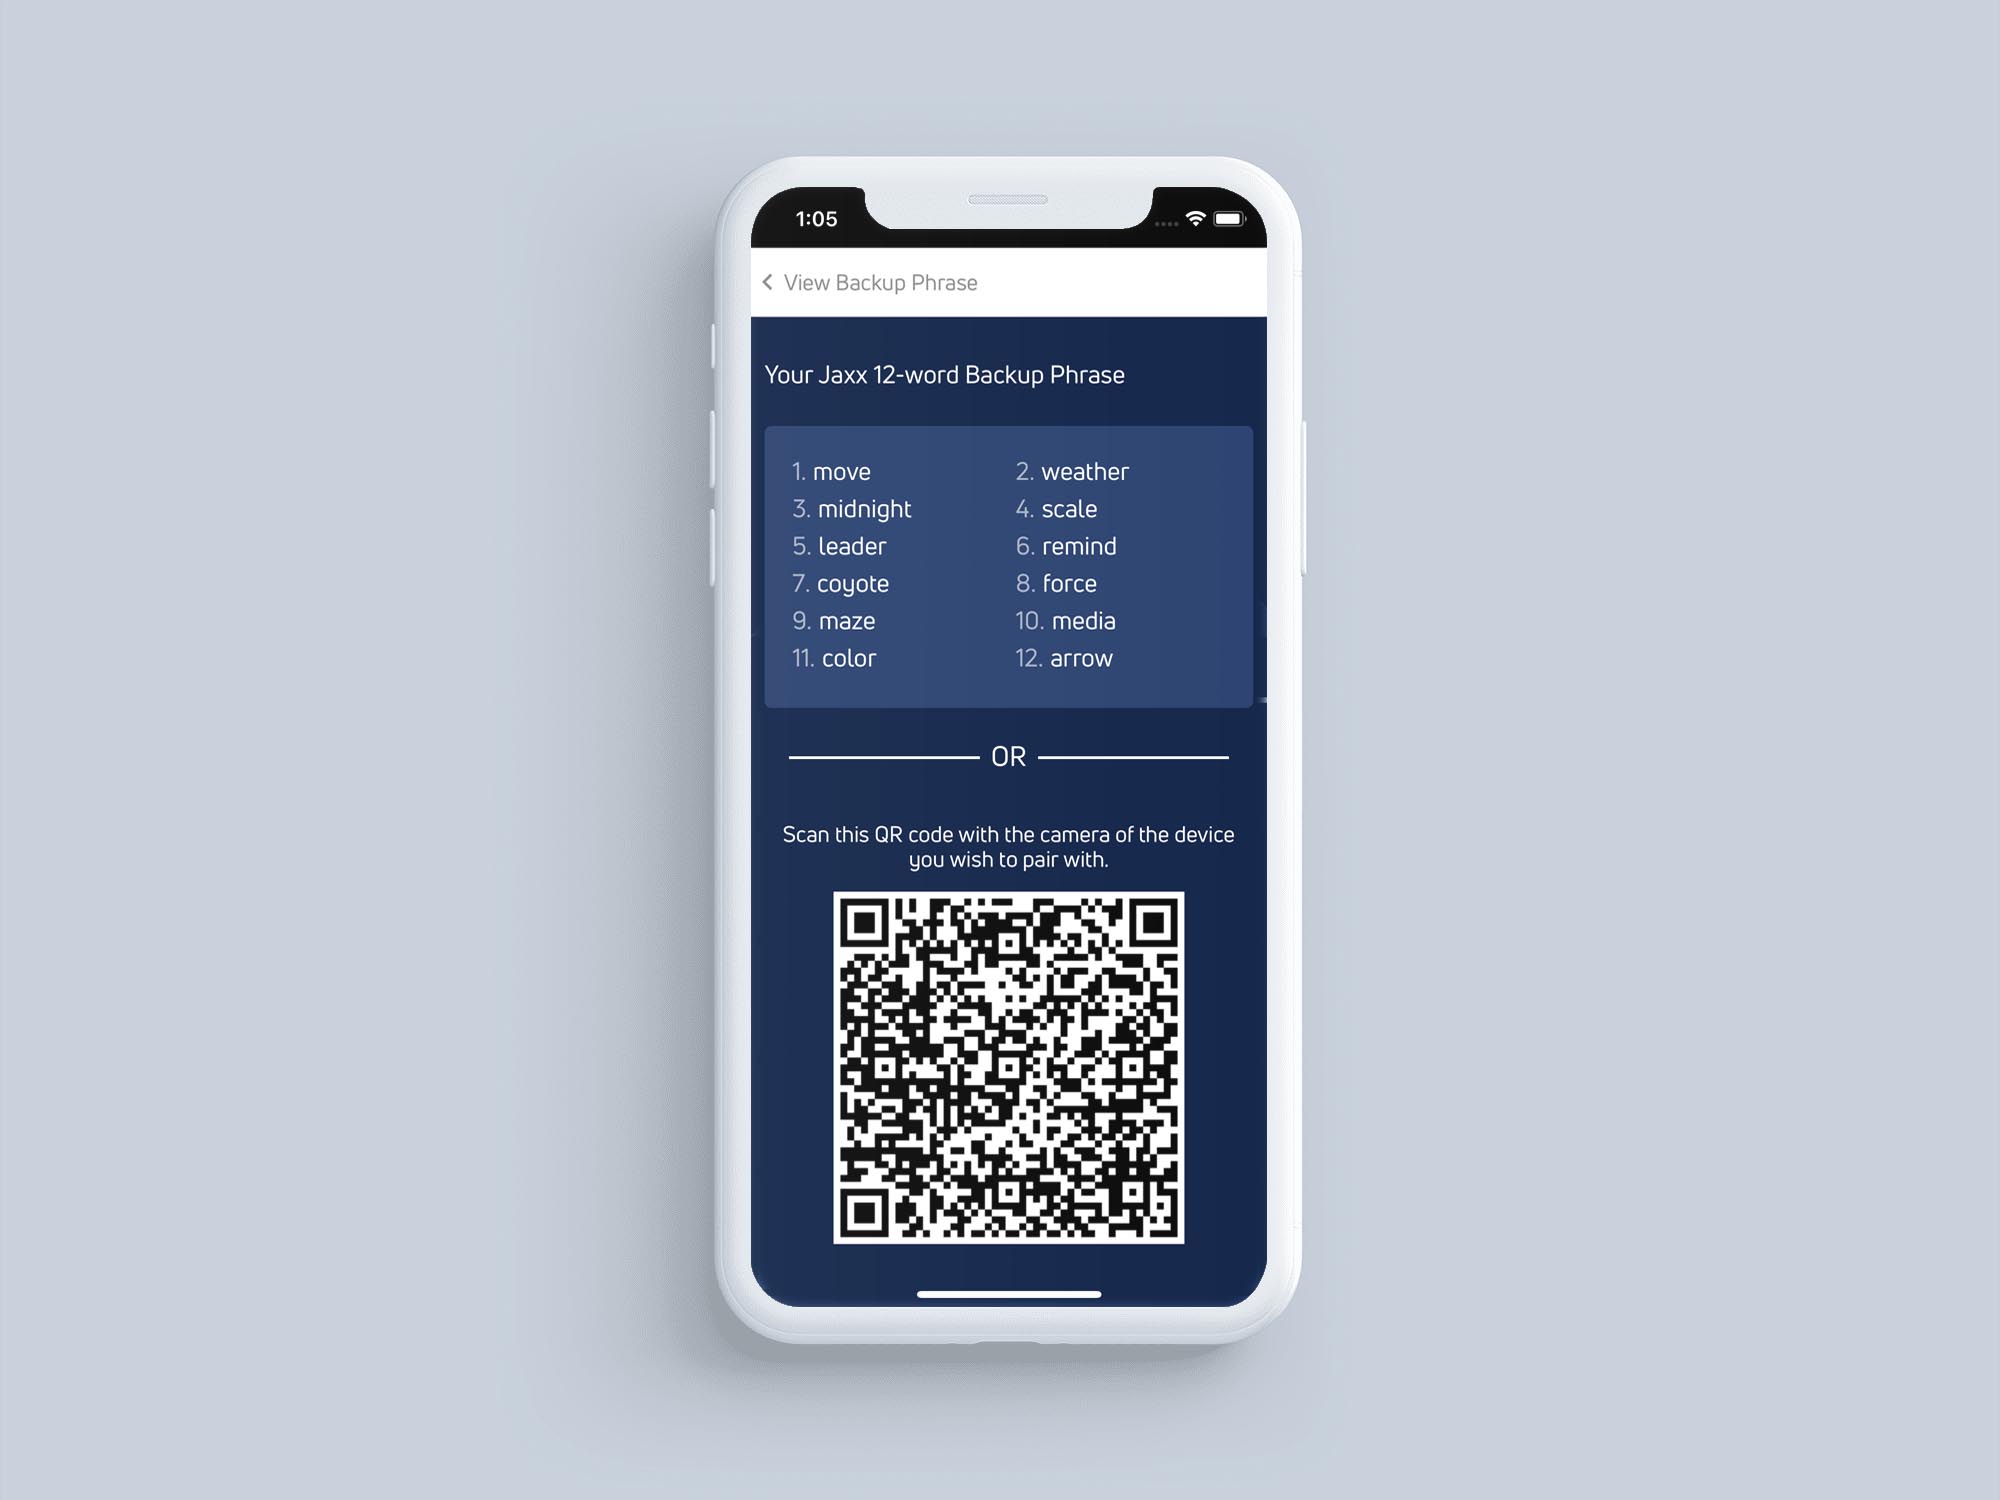 1:05
View Backup Phrase
Your Jaxx 12-word Backup Phrase
1. move 2. weather
3. midnight 4. scale
5. leader 6. remind
7. coyote 8. force
9. maze 10. media
11. color 12. arrow
OR
Scan this QR code with the camera of the device
you wish to pair with.